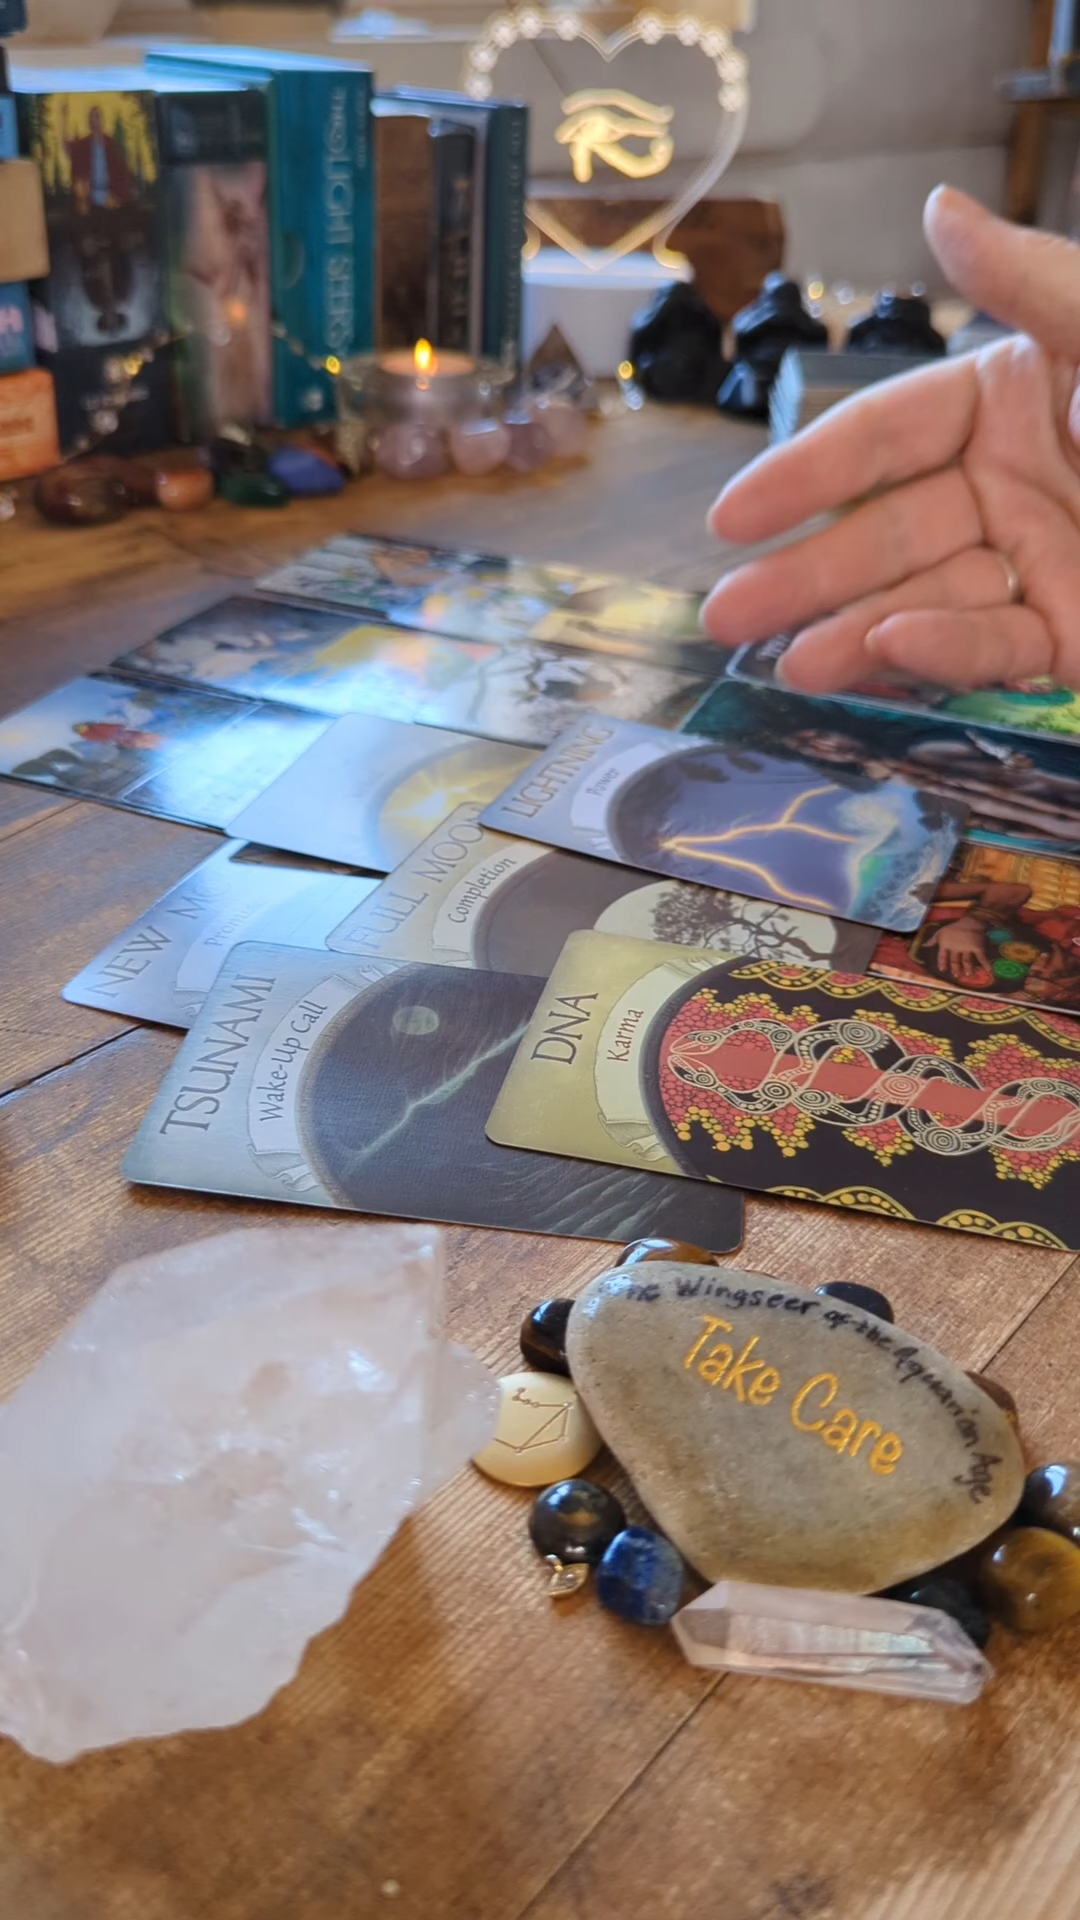 LIGHTNING
Power
FULL MOON
Completion
NEW
TSUNAMI
Wake-Up Call
DNA
Karma
Wingseer of the Aquarian Age
Take Care